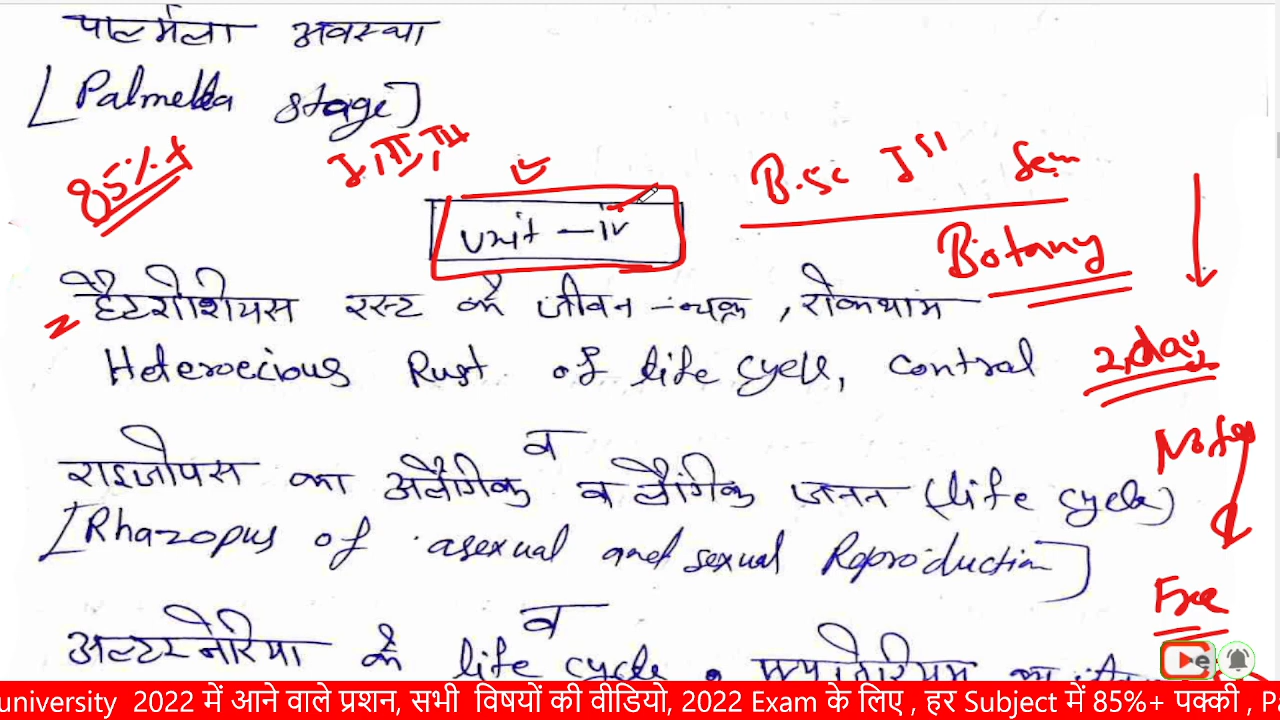 पाल्मेला अवस्था
[Palmella stage]
85%+
I, II, III
B.Sc Ist Sem
Unit - iv
Botany
हैटरोशियस रस्ट के जीवन-चक्र, रोकथाम
Heteroecious Rust of life cycle, control
2 day
Notes
व
राइजोपस का अलैंगिक व लैंगिक जनन (life cycle)
[Rhazopus of asexual and sexual Reproduction]
Free
व
अल्टरनेरिया के life cycle
university 2022 में आने वाले प्रशन, सभी विषयों की वीडियो, 2022 Exam के लिए , हर Subject में 85%+ पक्की ,